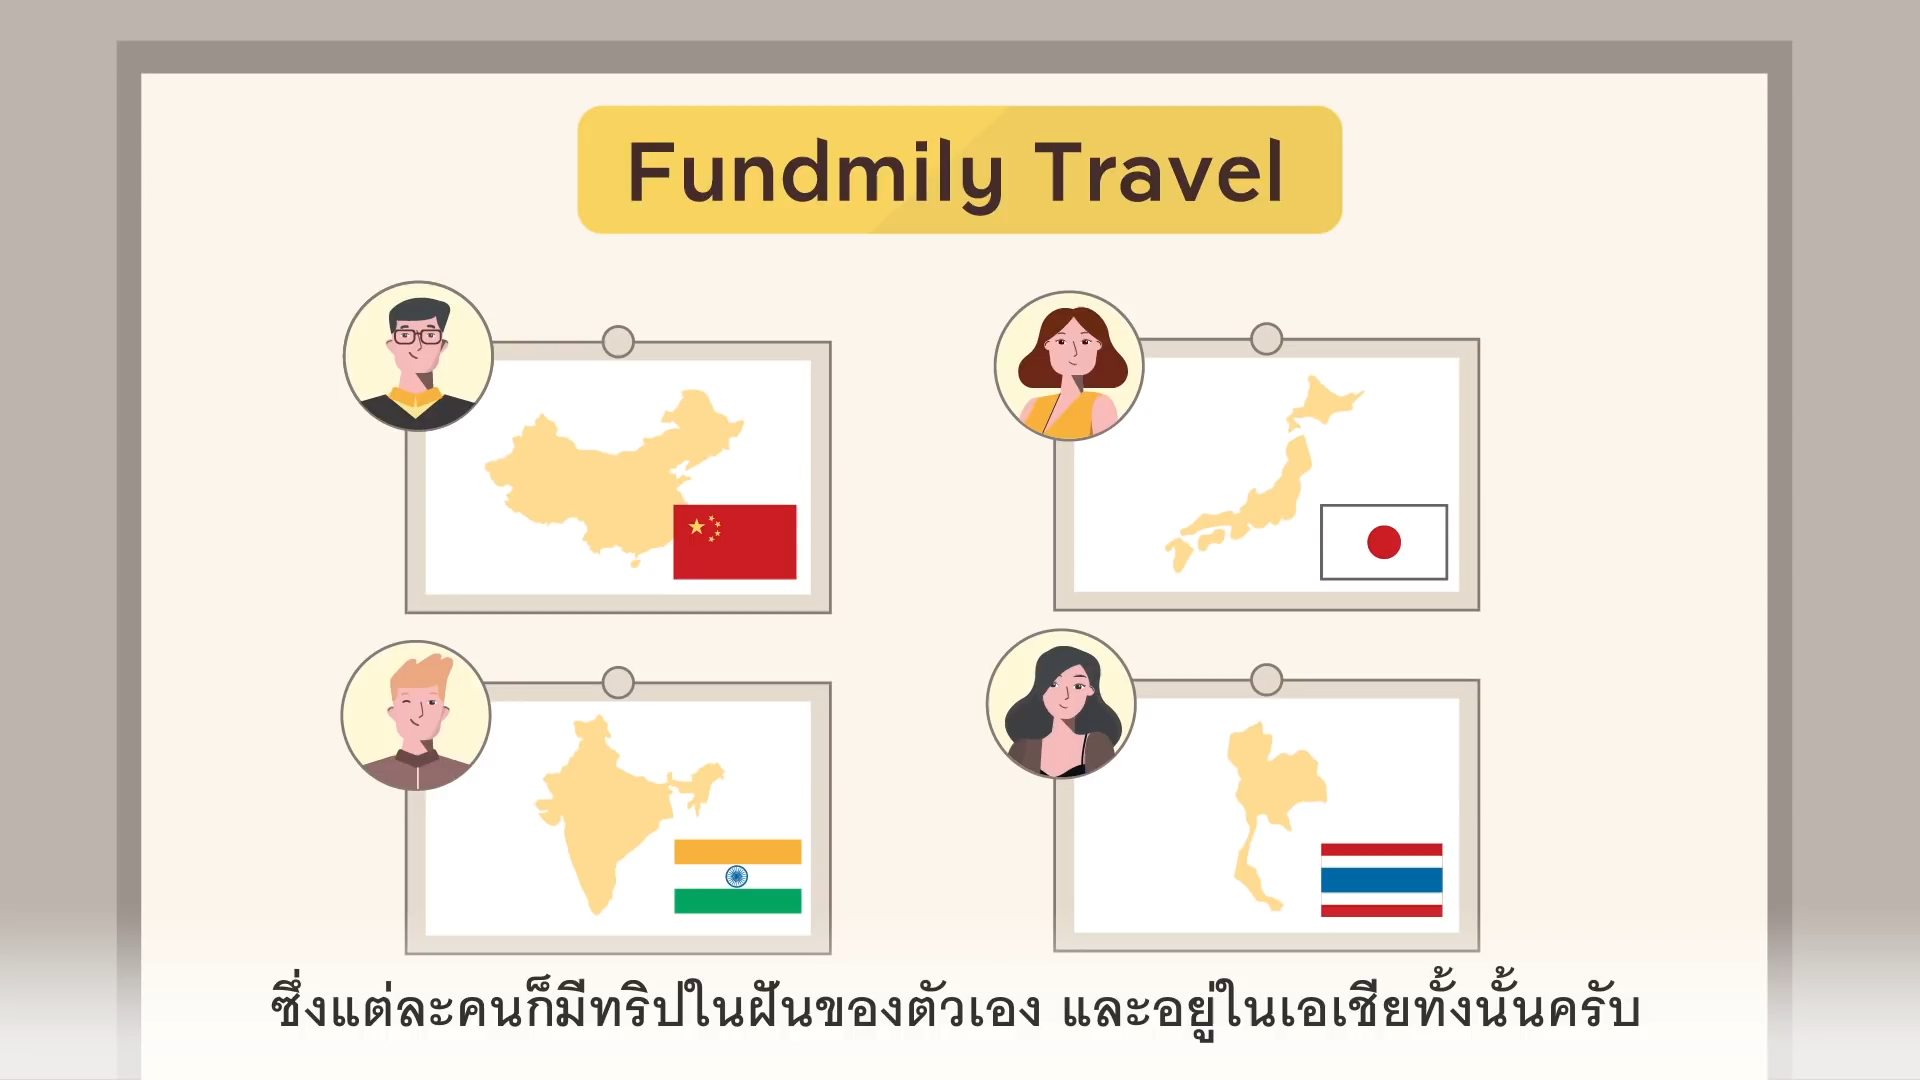 Fundmily Travel
ซึ่งแต่ละคนก็มีทริปในฝันของตัวเอง และอยู่ในเอเชียทั้งนั้นครับ